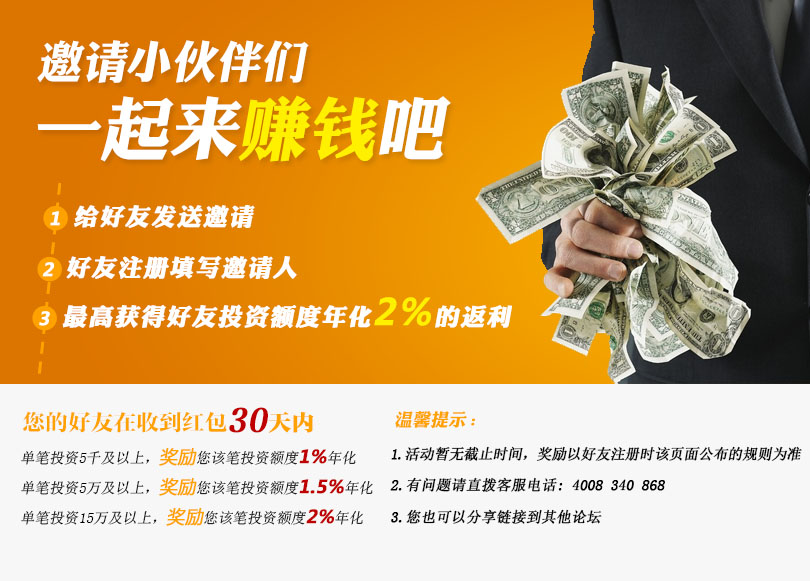 邀请小伙伴们
一起来赚钱吧
1 给好友发送邀请
2 好友注册填写邀请人
3 最高获得好友投资额度年化2%的返利
您的好友在收到红包30天内
单笔投资5千及以上，奖励您该笔投资额度1%年化
单笔投资5万及以上，奖励您该笔投资额度1.5%年化
单笔投资15万及以上，奖励您该笔投资额度2%年化
温馨提示：
1. 活动暂无截止时间，奖励以好友注册时该页面公布的规则为准
2. 有问题请直拨客服电话：4008 340 868
3. 您也可以分享链接到其他论坛